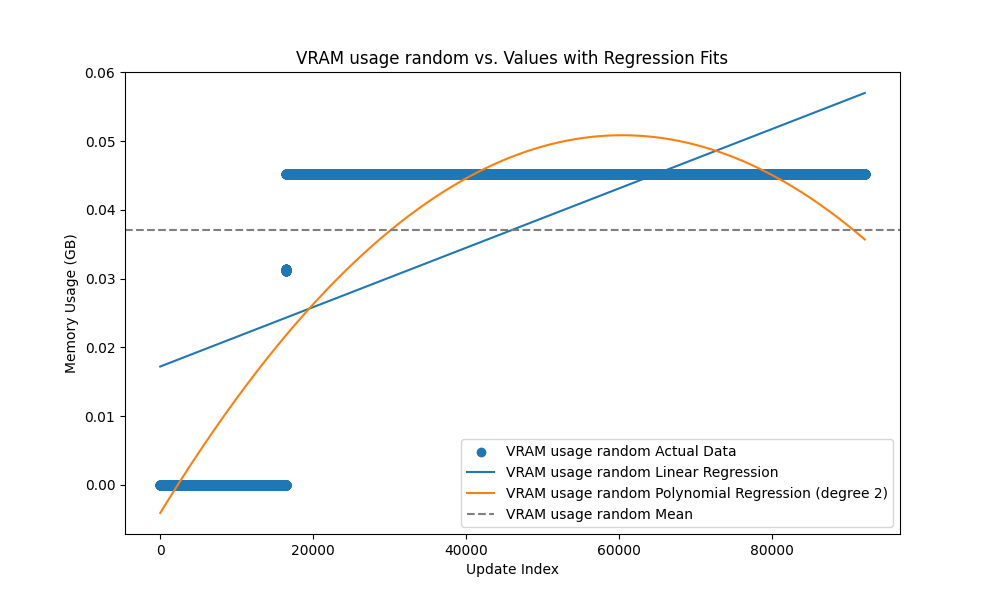 VRAM usage random vs. Values with Regression Fits
0.06
0.05
0.04
0.03
0.02
0.01
0.00
Memory Usage (GB)
VRAM usage random Actual Data
VRAM usage random Linear Regression
VRAM usage random Polynomial Regression (degree 2)
VRAM usage random Mean
0 20000 40000 60000 80000
Update Index